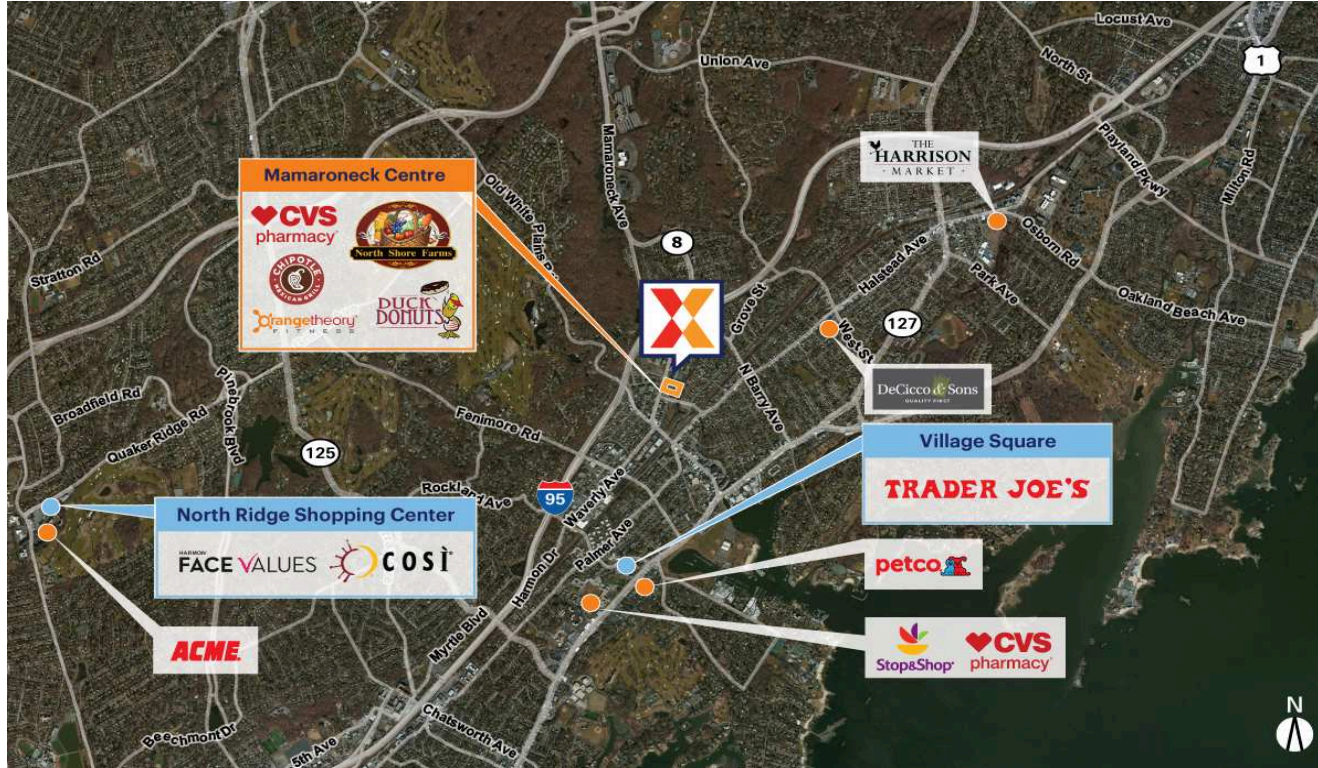 Locust Ave
North St
1
Union Ave
Playland Pkwy
Milton Rd
Mamaroneck Ave
THE
HARRISON
· MARKET ·
Mamaroneck Centre
CVS
pharmacy
North Shore Farms
CHIPOTLE
MEXICAN GRILL
Orangetheory
FITNESS
DUCK
DONUTS
Old White Plains R
Stratton Rd
8
Osborn Rd
Halstead Ave
Park Ave
Oakland Beach Ave
Grove St
127
West St
N Barry Ave
DeCicco & Sons
QUALITY FIRST
Broadfield Rd
Pinebrook Blvd
Quaker Ridge Rd
Fenimore Rd
125
Rockland Ave
95
Waverly Ave
Village Square
TRADER JOE'S
North Ridge Shopping Center
HARMON
FACE VALUES
COSÌ
Palmer Ave
Harmon Dr
petco
Myrtle Blvd
ACME
Stop&Shop
CVS
pharmacy
Beechmont Dr
5th Ave
Chatsworth Ave
N